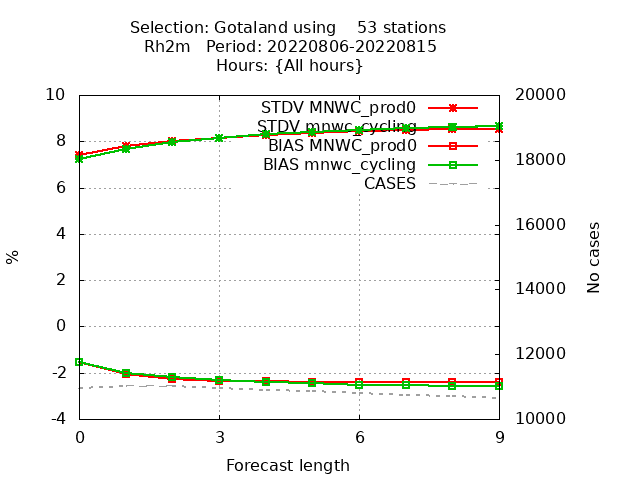 Selection: Gotaland using    53 stations
Rh2m   Period: 20220806-20220815
Hours: {All hours}
STDV MNWC_prod0
STDV mnwc_cycling
BIAS MNWC_prod0
BIAS mnwc_cycling
CASES
10
8
6
4
2
0
-2
-4
%
20000
18000
16000
14000
12000
10000
No cases
0
3
6
9
Forecast length